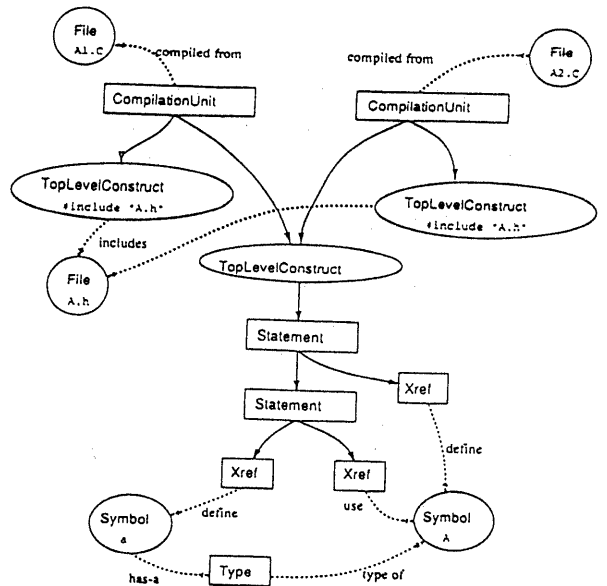 File
A1.C
compiled from
compiled from
File
A2.C
CompilationUnit
CompilationUnit
TopLevelConstruct
#include "A.h"
TopLevelConstruct
#include "A.h"
includes
File
A.h
TopLevelConstruct
Statement
Xref
Statement
define
Xref
Xref
define
use
Symbol
a
Symbol
A
has-a
Type
type of